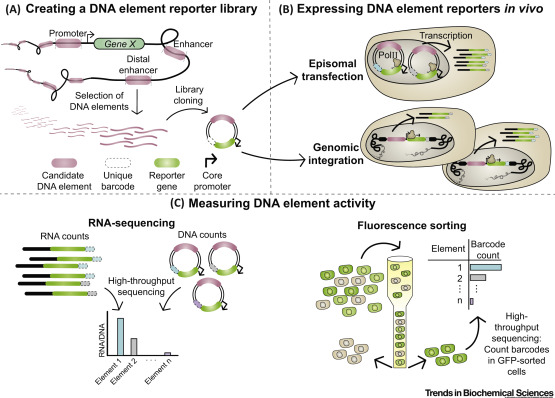 (A) Creating a DNA element reporter library
Promoter
Gene X
Enhancer
Distal
enhancer
Selection of
DNA elements
Library
cloning
Candidate
DNA element
Unique
barcode
Reporter
gene
Core
promoter
(B) Expressing DNA element reporters in vivo
Episomal
transfection
Transcription
PolII
Genomic
integration
(C) Measuring DNA element activity
RNA-sequencing
RNA counts
DNA counts
High-throughput
sequencing
RNA/DNA
Element 1
Element 2
. . .
Element n
Fluorescence sorting
Element
Barcode
count
1
2
⋮
⋮
n
High-
throughput
sequencing:
Count barcodes
in GFP-sorted
cells
Trends in Biochemical Sciences